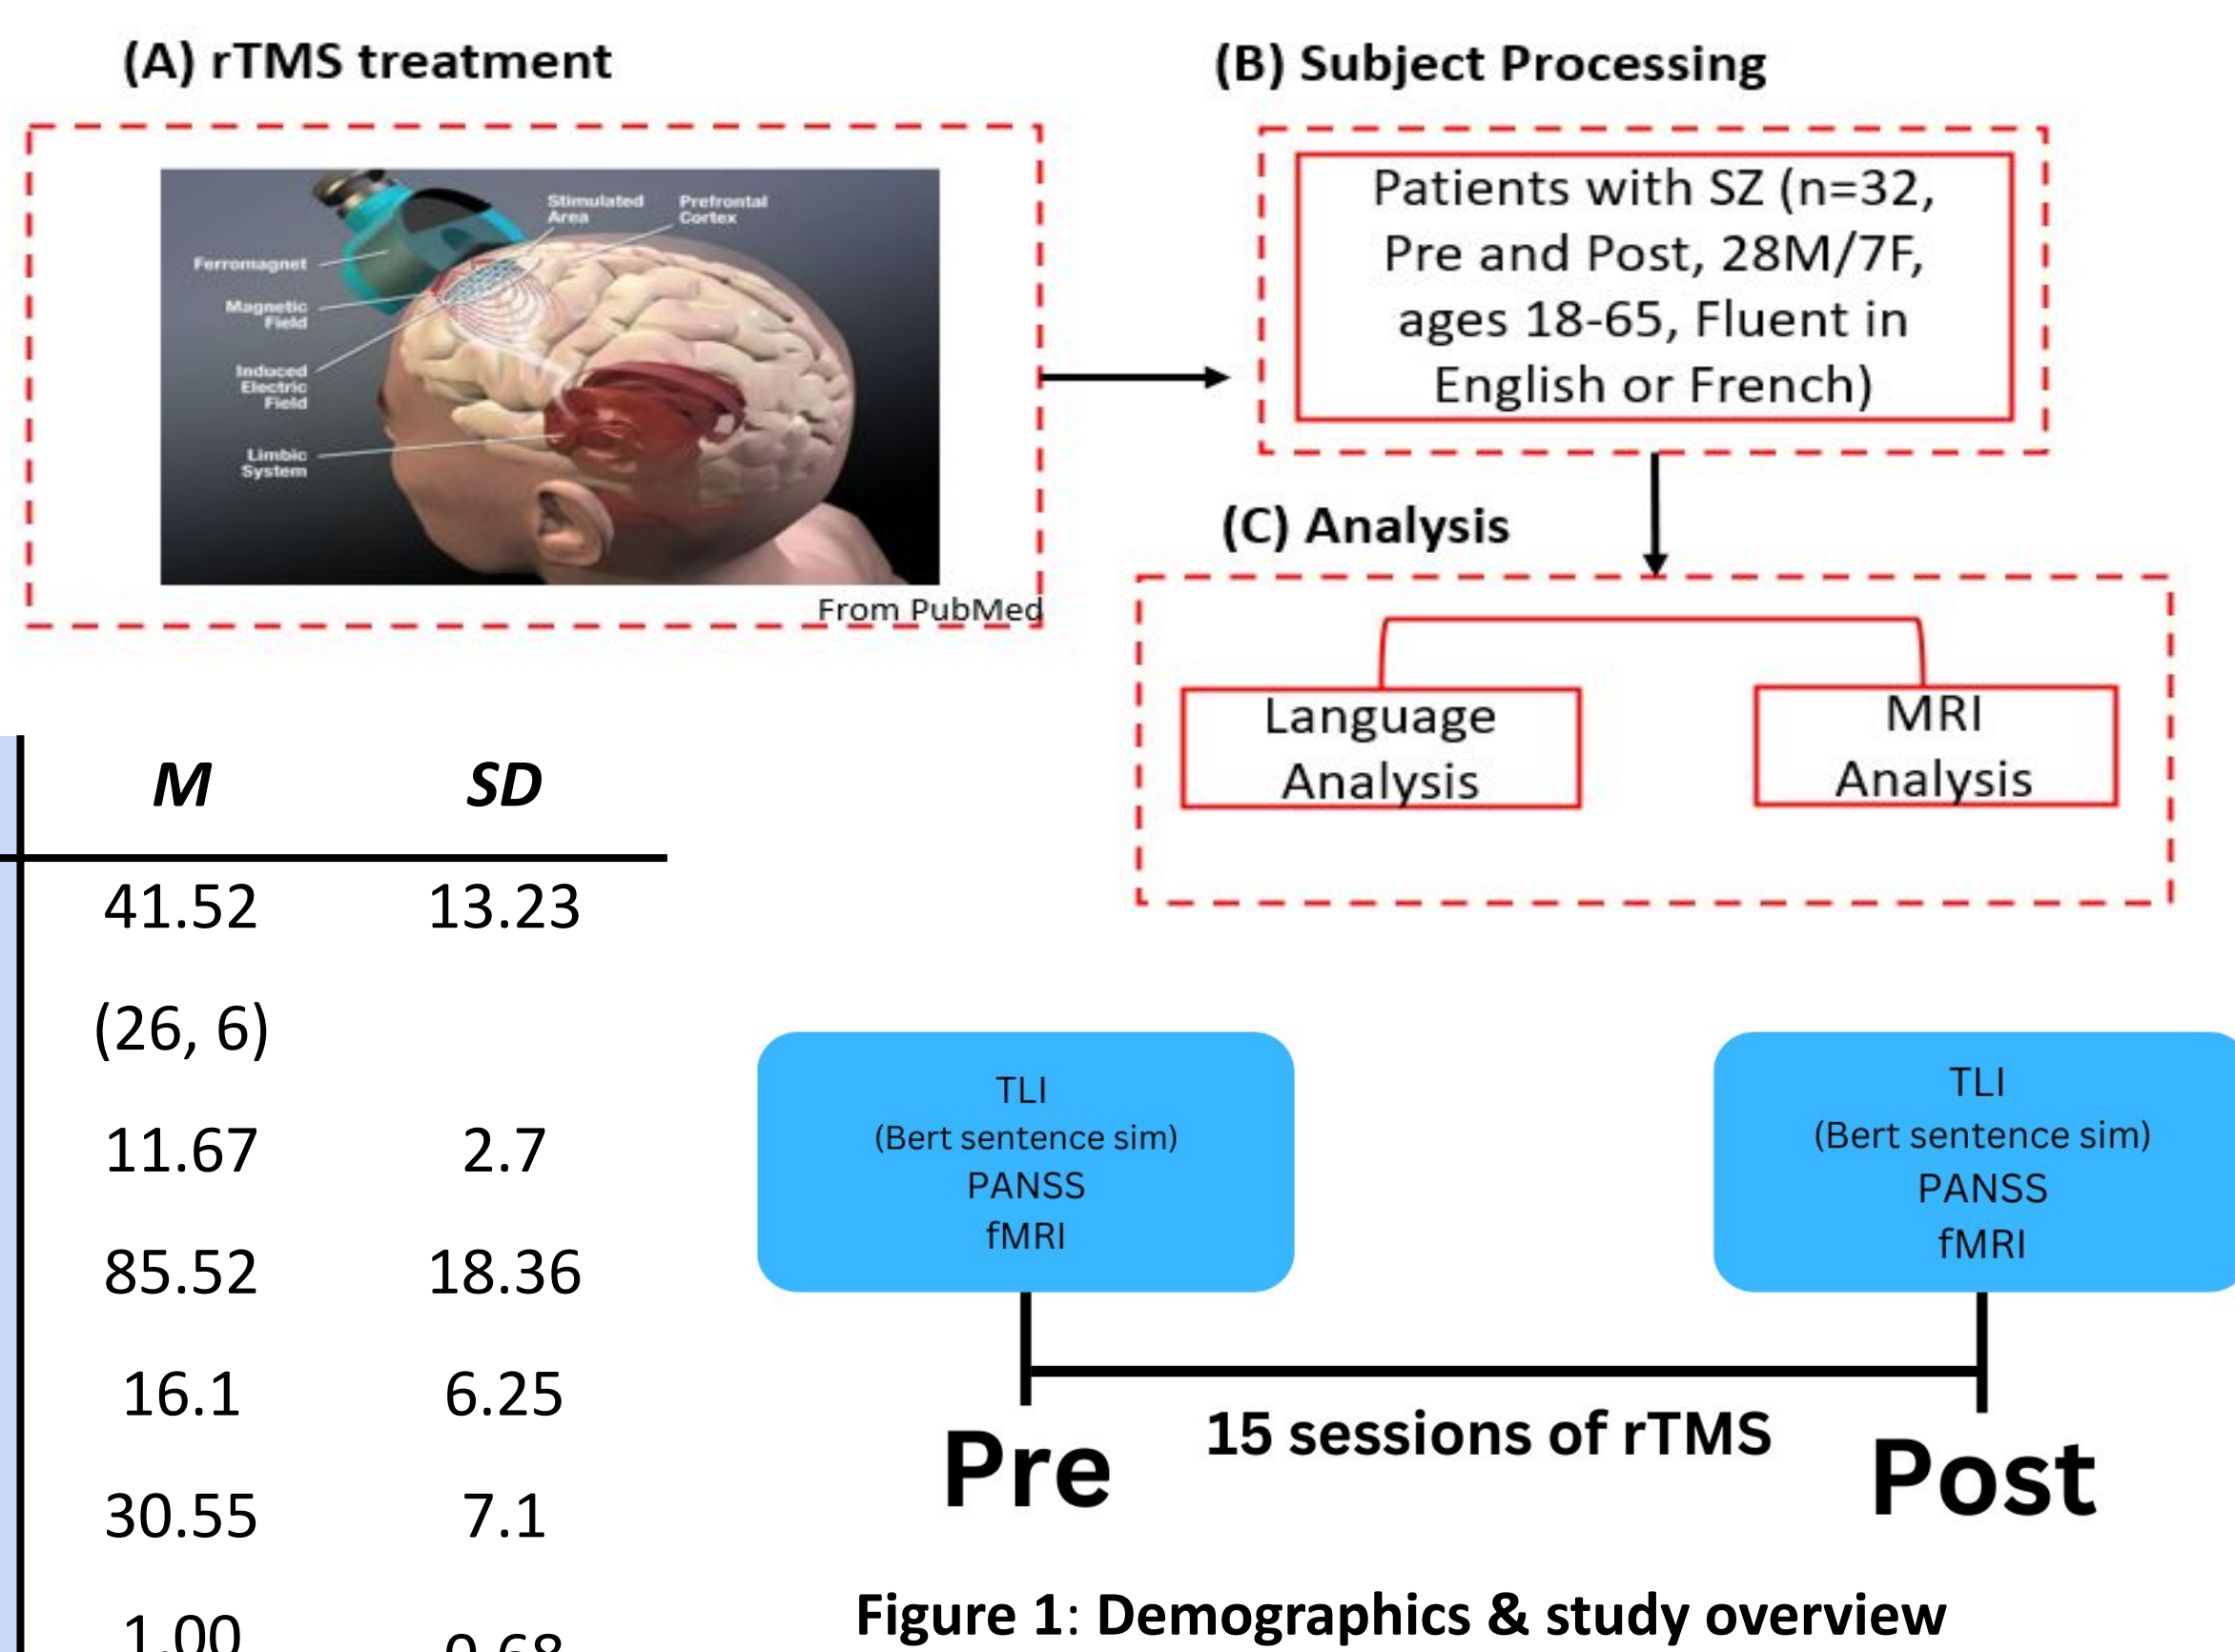 (A) rTMS treatment
Stimulated
Area
Prefrontal
Cortex
Ferromagnet
Magnetic
Field
Induced
Electric
Field
Limbic
System
From PubMed
(B) Subject Processing
Patients with SZ (n=32,
Pre and Post, 28M/7F,
ages 18-65, Fluent in
English or French)
(C) Analysis
Language
Analysis
MRI
Analysis
M SD
41.52 13.23
(26, 6)
11.67 2.7
85.52 18.36
16.1 6.25
30.55 7.1
1.00 0.68
TLI
(Bert sentence sim)
PANSS
fMRI
TLI
(Bert sentence sim)
PANSS
fMRI
Pre
15 sessions of rTMS
Post
Figure 1: Demographics & study overview